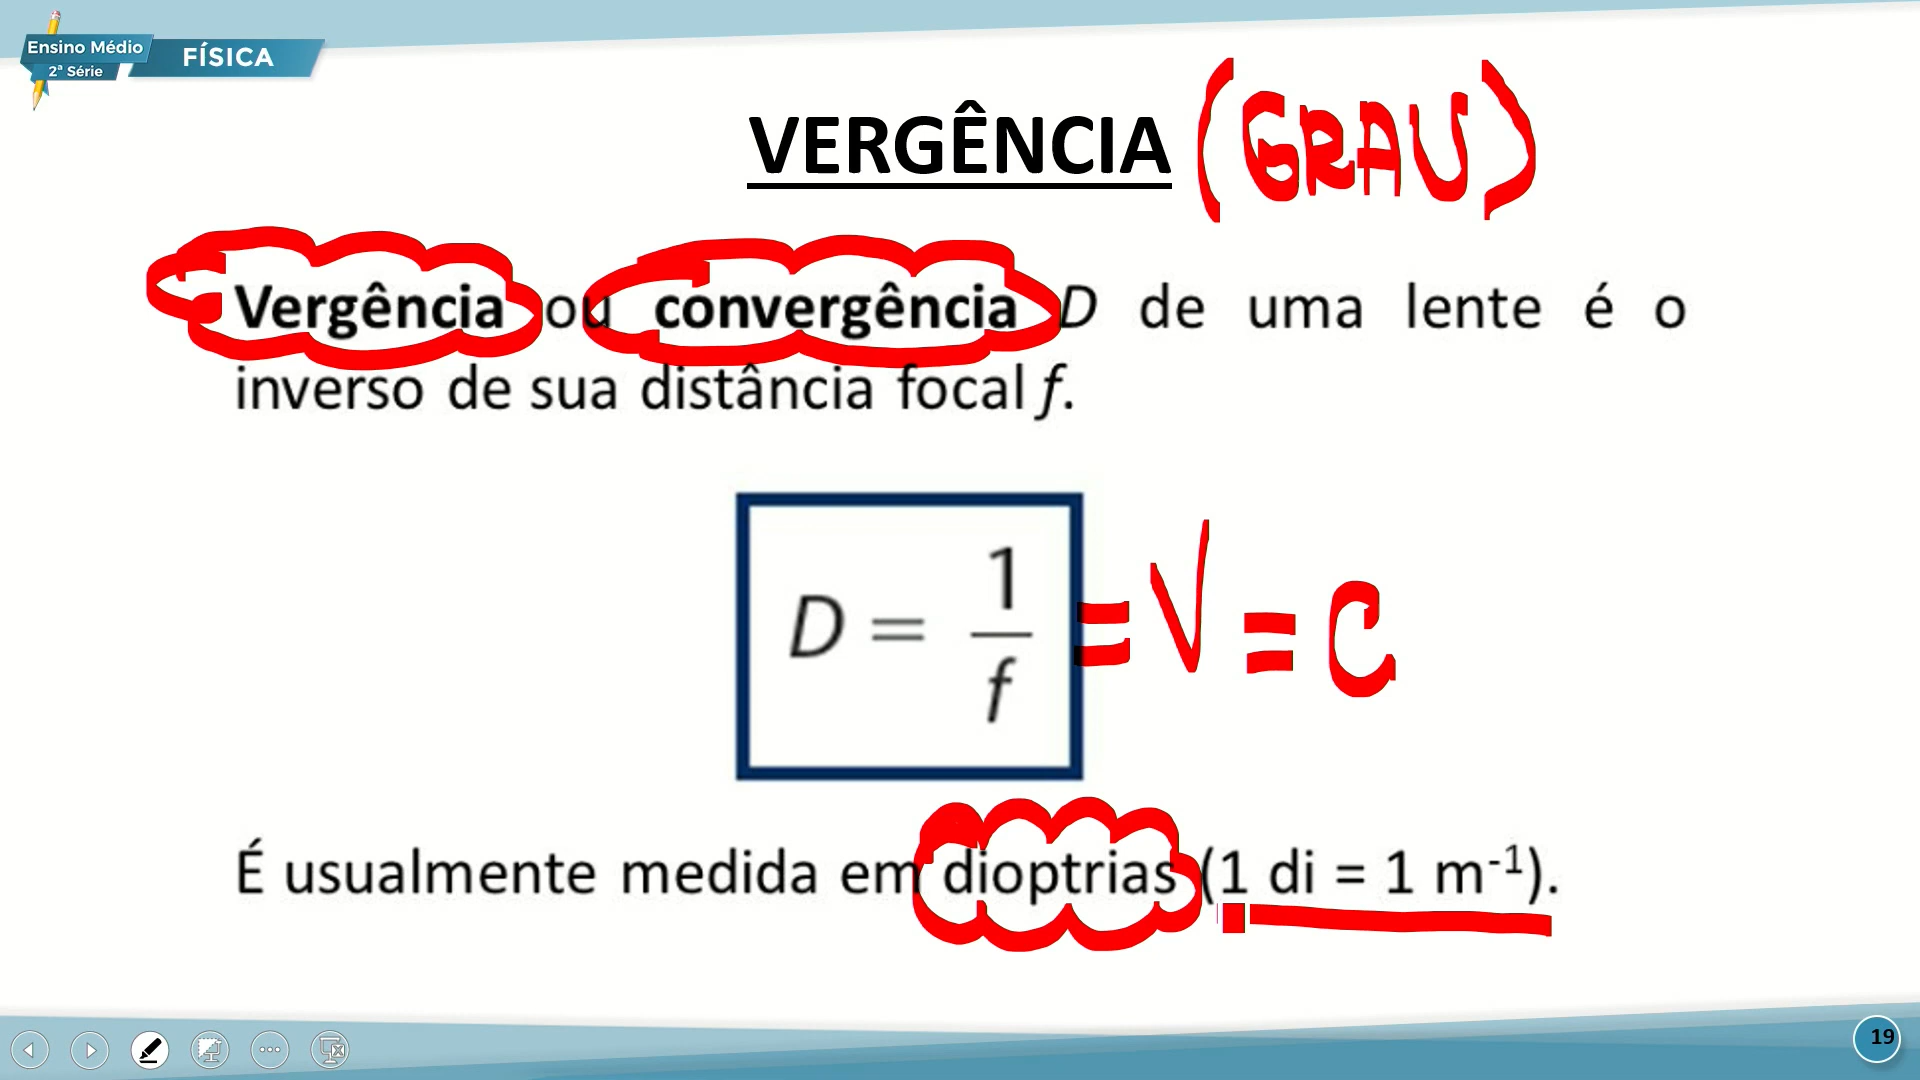 Ensino Médio
2ª Série
FÍSICA
VERGÊNCIA (GRAU)
Vergência ou convergência D de uma lente é o
inverso de sua distância focal f.
D = 1/f = V = C
É usualmente medida em dioptrias (1 di = 1 m⁻¹).
19